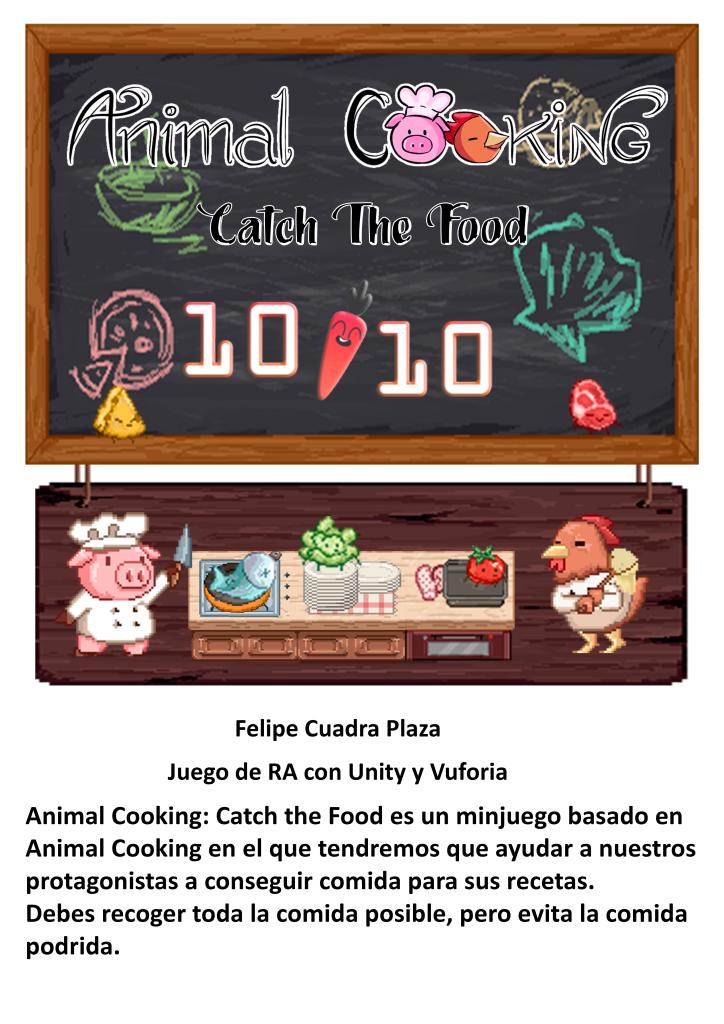 Animal Cooking
Catch The Food
10 10
Felipe Cuadra Plaza
Juego de RA con Unity y Vuforia
Animal Cooking: Catch the Food es un minjuego basado en
Animal Cooking en el que tendremos que ayudar a nuestros
protagonistas a conseguir comida para sus recetas.
Debes recoger toda la comida posible, pero evita la comida
podrida.